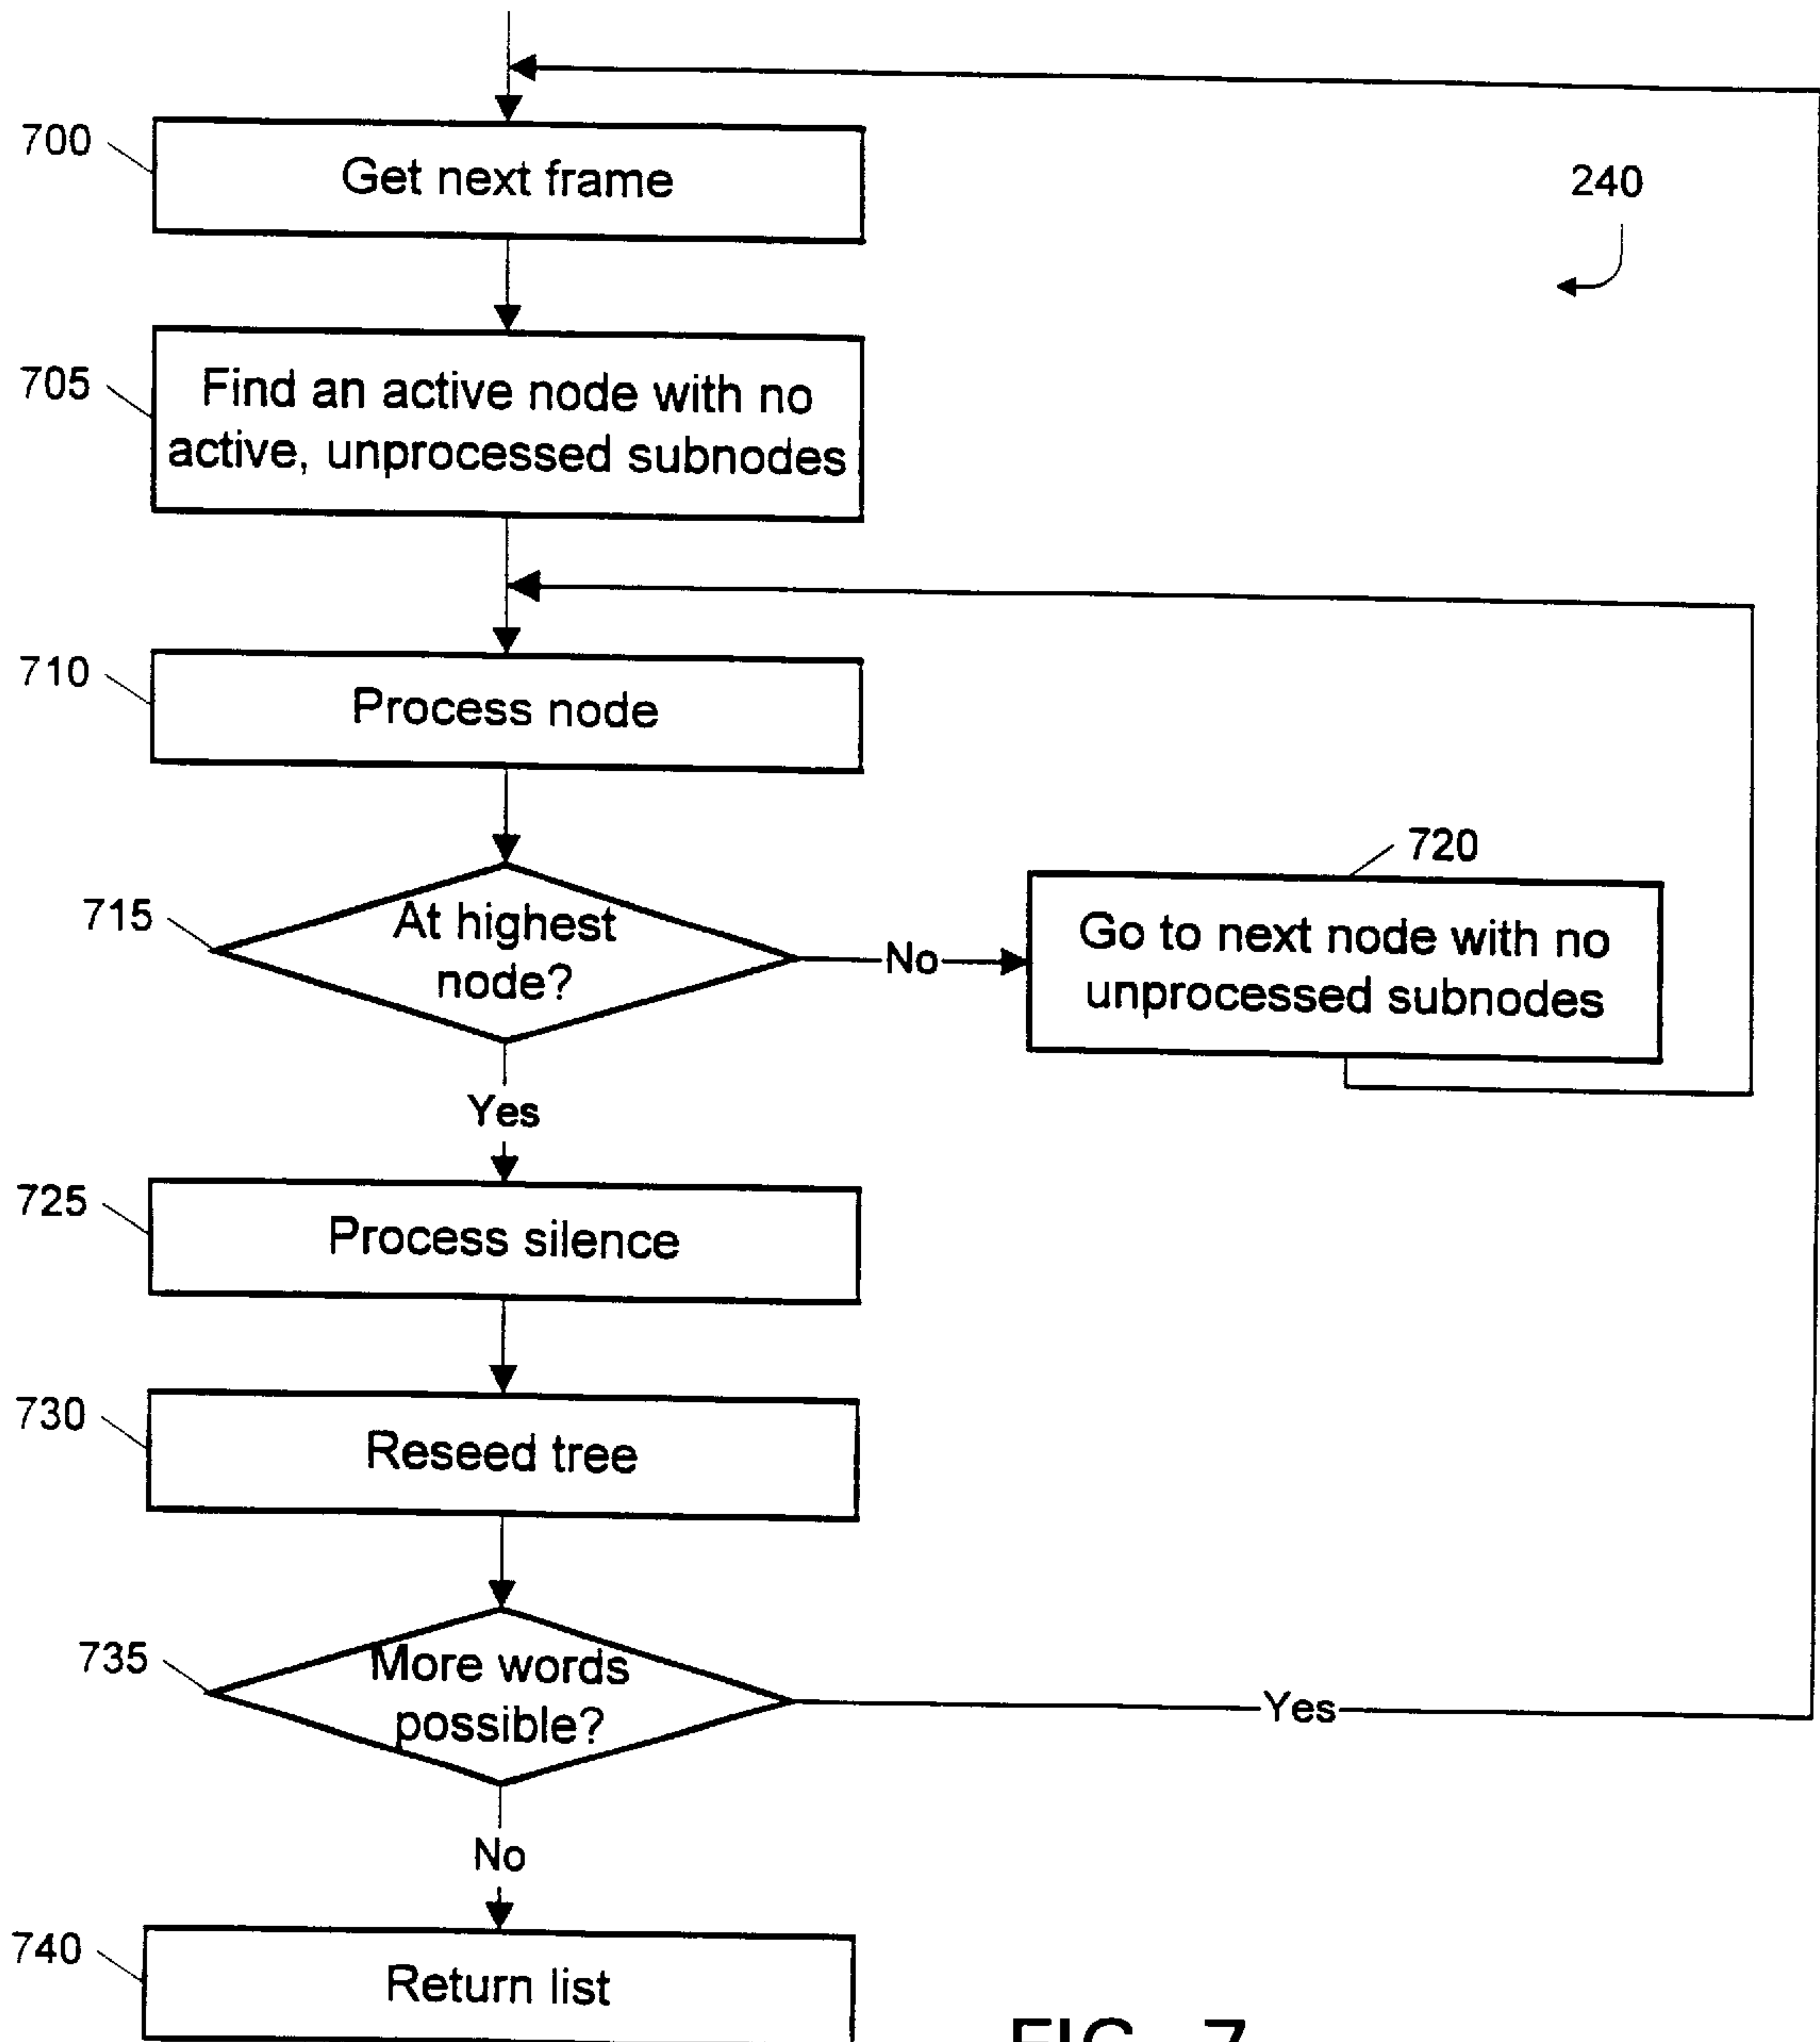 700
Get next frame
240
705
Find an active node with no
active, unprocessed subnodes
710
Process node
720
715
At highest
node?
No
Go to next node with no
unprocessed subnodes
Yes
725
Process silence
730
Reseed tree
735
More words
possible?
Yes
No
740
Return list
FIG. 7